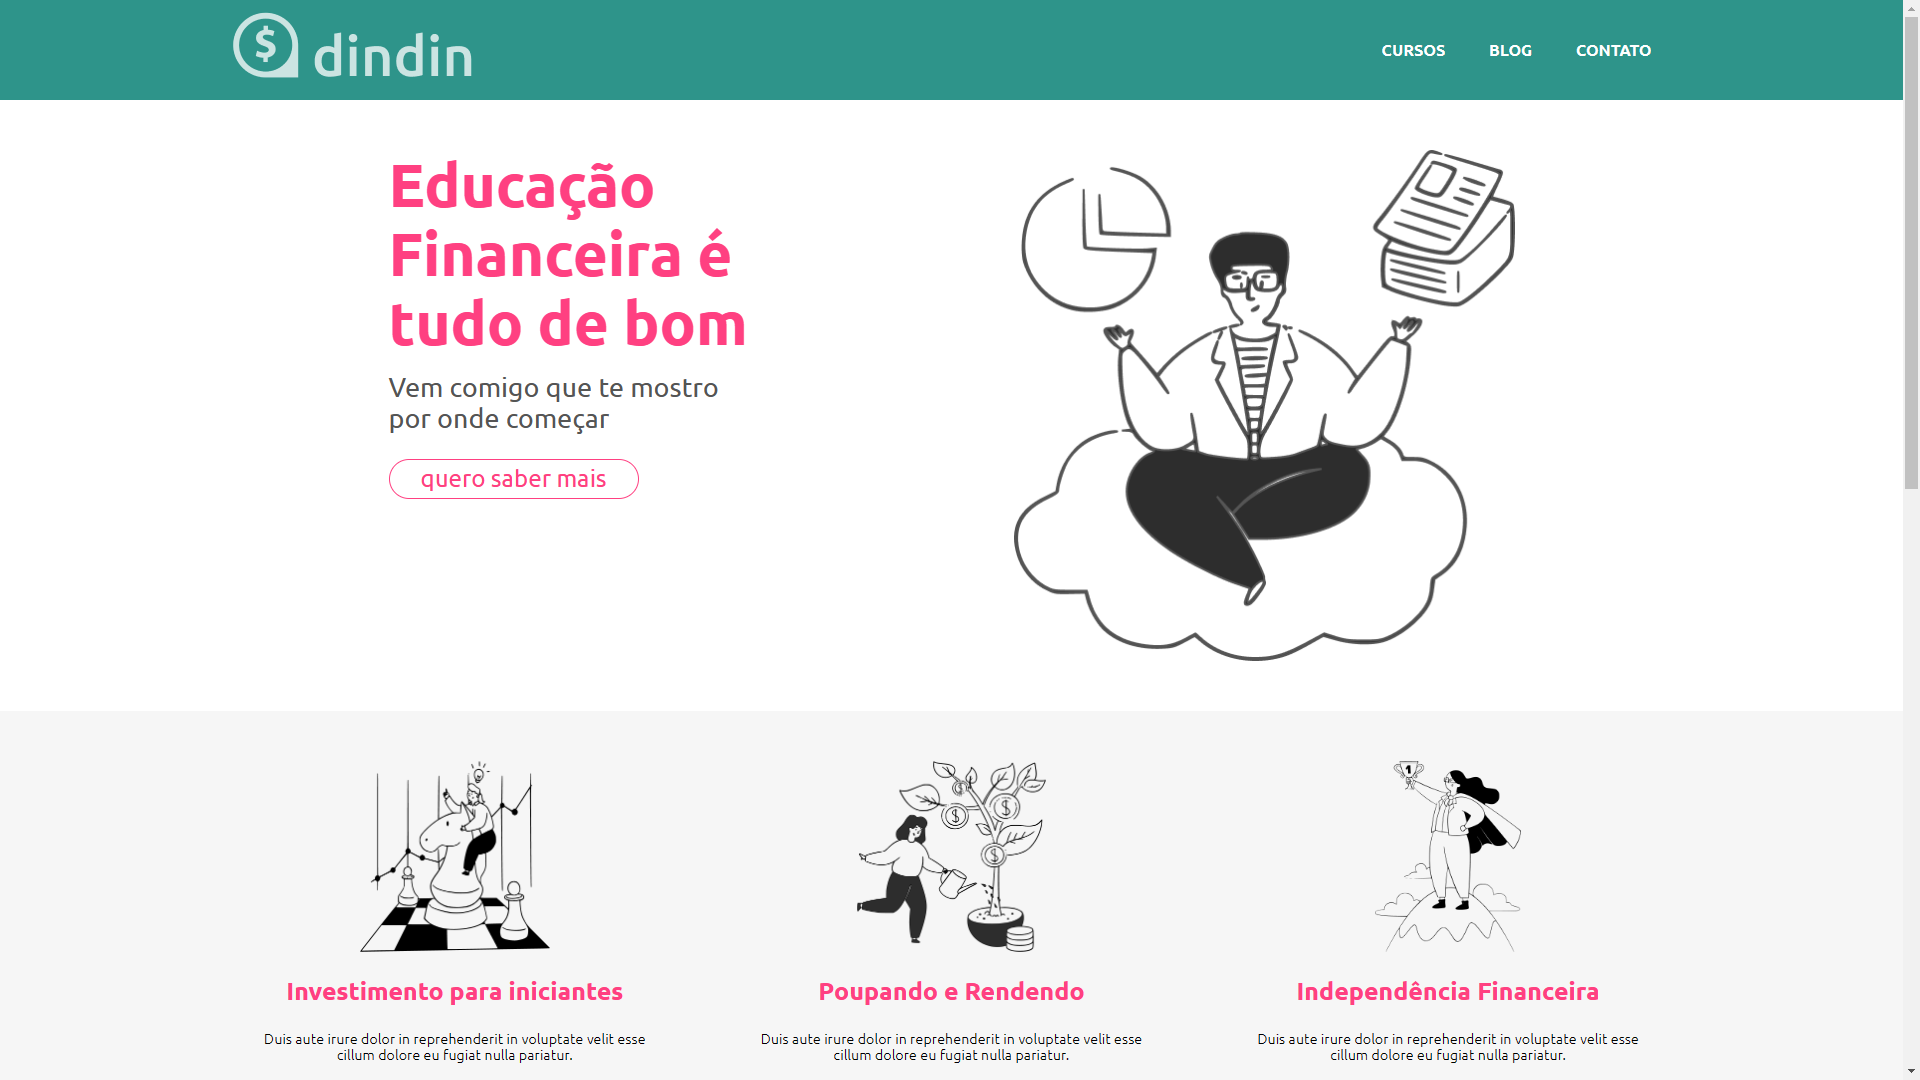 dindin
CURSOS
BLOG
CONTATO
Educação
Financeira é
tudo de bom
Vem comigo que te mostro
por onde começar
quero saber mais
Investimento para iniciantes
Duis aute irure dolor in reprehenderit in voluptate velit esse
cillum dolore eu fugiat nulla pariatur.
Poupando e Rendendo
Duis aute irure dolor in reprehenderit in voluptate velit esse
cillum dolore eu fugiat nulla pariatur.
1
Independência Financeira
Duis aute irure dolor in reprehenderit in voluptate velit esse
cillum dolore eu fugiat nulla pariatur.